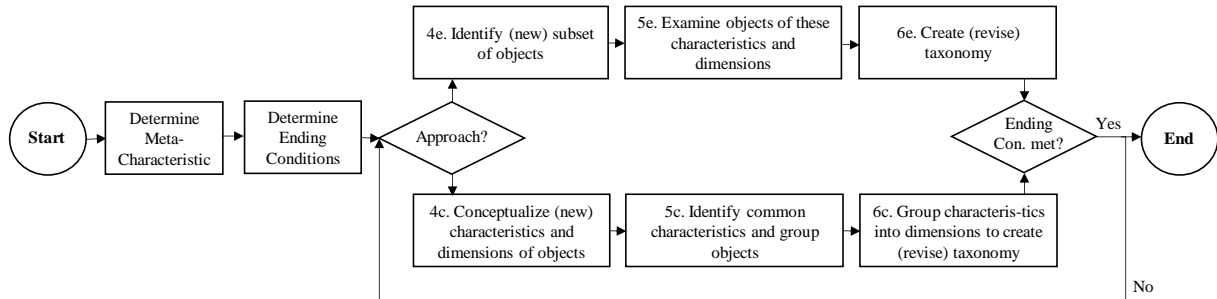 Start
Determine
Meta-
Characteristic
Determine
Ending
Conditions
Approach?
4e. Identify (new) subset
of objects
5e. Examine objects of these
characteristics and
dimensions
6e. Create (revise)
taxonomy
4c. Conceptualize (new)
characteristics and
dimensions of objects
5c. Identify common
characteristics and group
objects
6c. Group characteris-tics
into dimensions to create
(revise) taxonomy
Ending
Con. met?
Yes
End
No